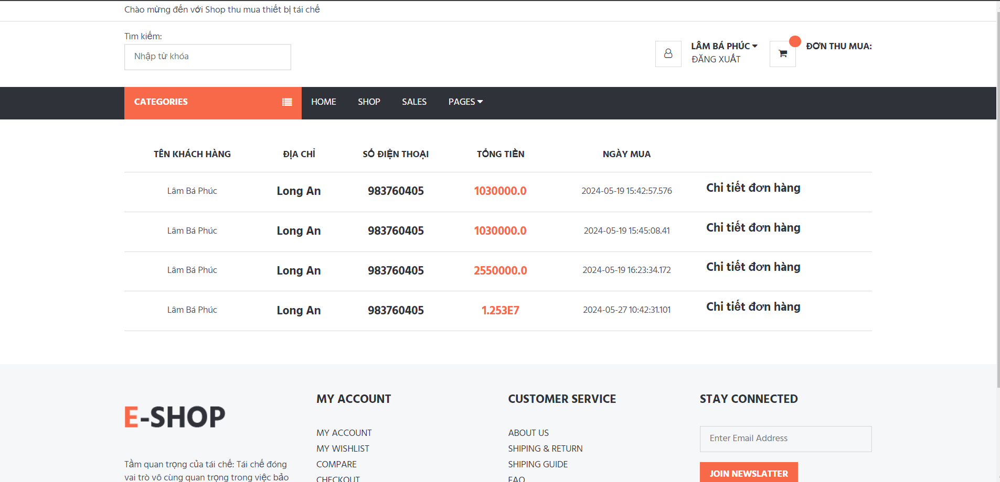 Chào mừng đến với Shop thu mua thiết bị tái chế
Tìm kiếm:
Nhập từ khóa
LÂM BÁ PHÚC
ĐĂNG XUẤT
ĐƠN THU MUA:
CATEGORIES HOME SHOP SALES PAGES
TÊN KHÁCH HÀNG ĐỊA CHỈ SỐ ĐIỆN THOẠI TỔNG TIỀN NGÀY MUA
Lâm Bá Phúc Long An 983760405 1030000.0 2024-05-19 15:42:57.576 Chi tiết đơn hàng
Lâm Bá Phúc Long An 983760405 1030000.0 2024-05-19 15:45:08.41 Chi tiết đơn hàng
Lâm Bá Phúc Long An 983760405 2550000.0 2024-05-19 16:23:34.172 Chi tiết đơn hàng
Lâm Bá Phúc Long An 983760405 1.253E7 2024-05-27 10:42:31.101 Chi tiết đơn hàng
E-SHOP
Tầm quan trọng của tái chế: Tái chế đóng
vai trò vô cùng quan trọng trong việc bảo
MY ACCOUNT
MY ACCOUNT
MY WISHLIST
COMPARE
CHECKOUT
CUSTOMER SERVICE
ABOUT US
SHIPING & RETURN
SHIPING GUIDE
FAQ
STAY CONNECTED
Enter Email Address
JOIN NEWSLATTER